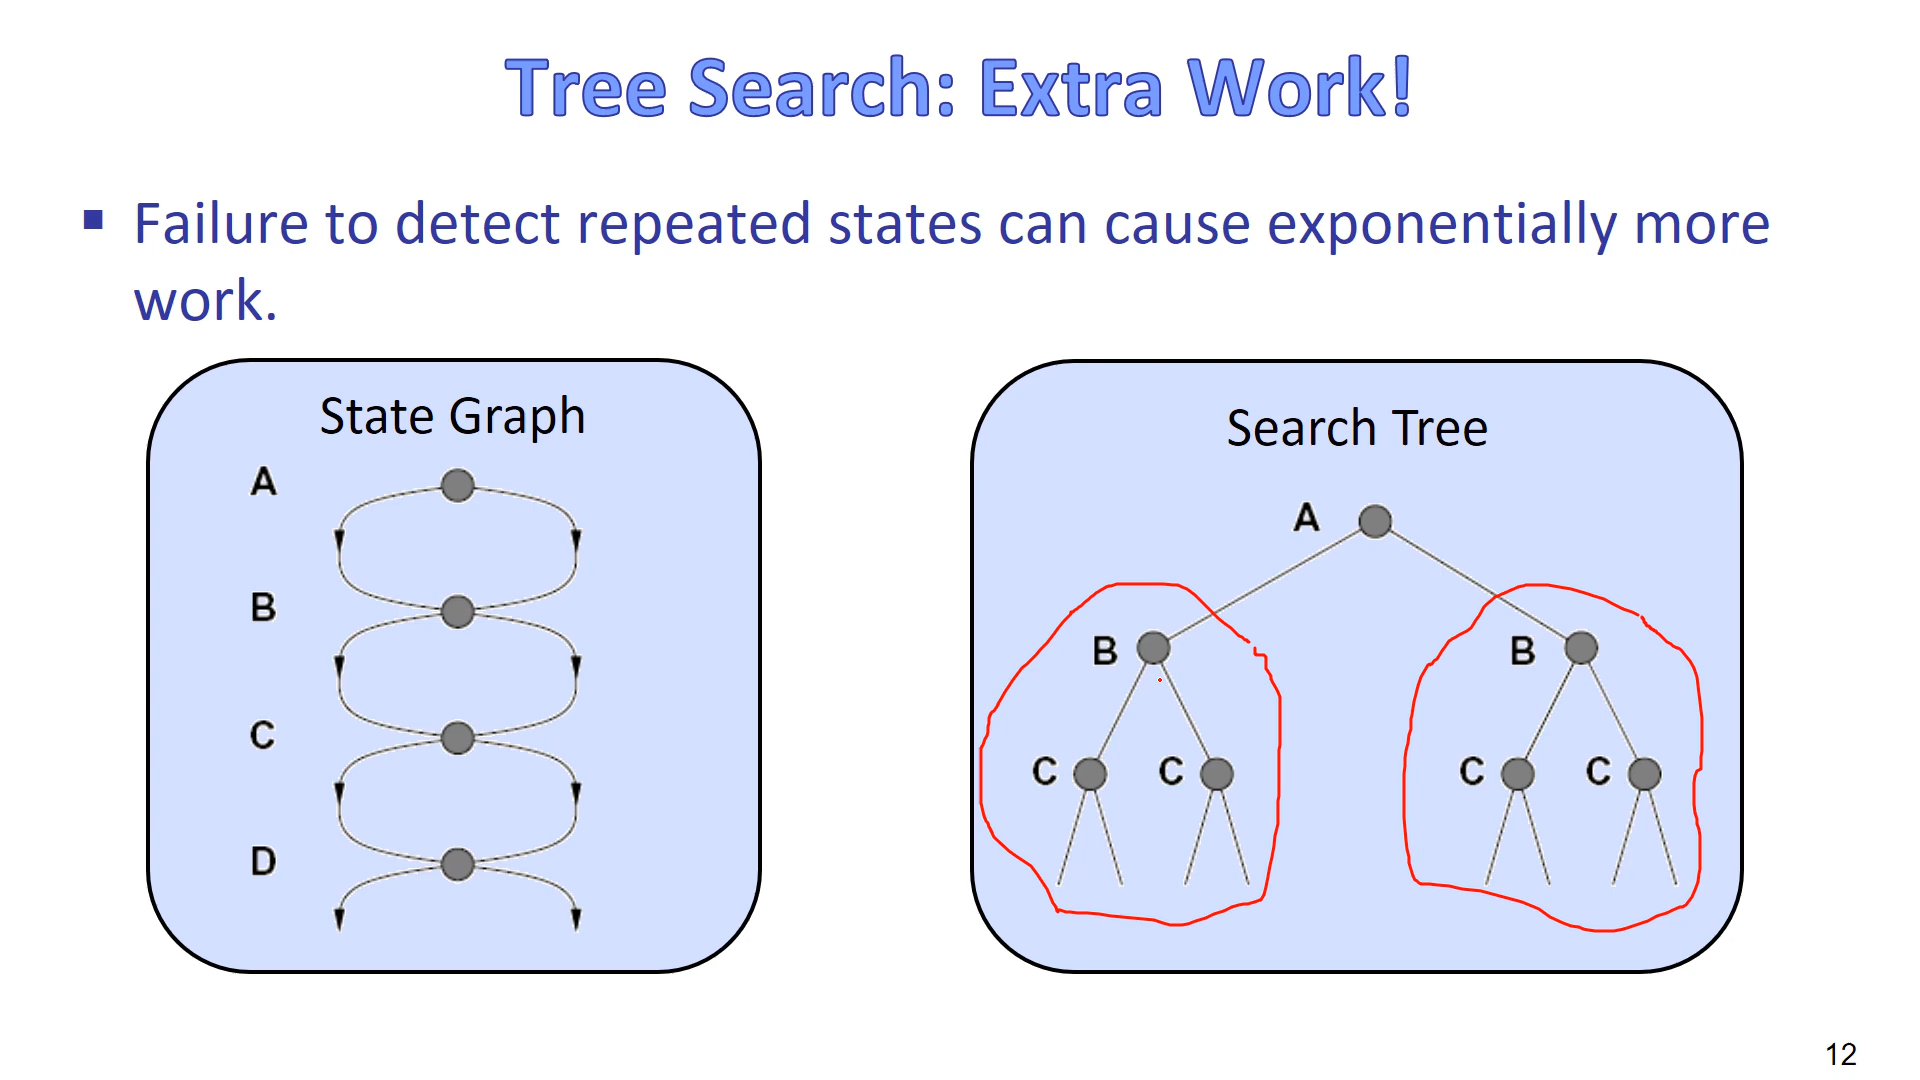 Tree Search: Extra Work!
▪ Failure to detect repeated states can cause exponentially more
work.
State Graph
A
B
C
D
Search Tree
A
B B
C C C C
12